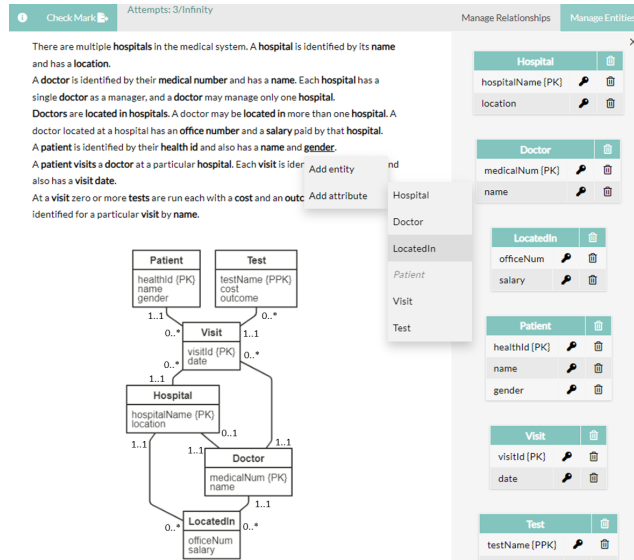 Check Mark
Attempts: 3/Infinity
Manage Relationships
Manage Entities
There are multiple hospitals in the medical system. A hospital is identified by its name
and has a location.
A doctor is identified by their medical number and has a name. Each hospital has a
single doctor as a manager, and a doctor may manage only one hospital.
Doctors are located in hospitals. A doctor may be located in more than one hospital. A
doctor located at a hospital has an office number and a salary paid by that hospital.
A patient is identified by their health id and also has a name and gender.
A patient visits a doctor at a particular hospital. Each visit is iden
nd
also has a visit date.
At a visit zero or more tests are run each with a cost and an outc
identified for a particular visit by name.
Add entity
Add attribute
Hospital
Doctor
LocatedIn
Patient
Visit
Test
Patient
healthId {PK}
name
gender
Test
testName {PPK}
cost
outcome
1..1
0..*
0..*
1..1
Visit
visitId {PK}
date
0..*
0..*
1..1
Hospital
hospitalName {PK}
location
0..1
1..1
1..1
1..1
Doctor
medicalNum {PK}
name
1..1
0..*
0..*
LocatedIn
officeNum
salary
Hospital
hospitalName {PK}
location
Doctor
medicalNum {PK}
name
LocatedIn
officeNum
salary
Patient
healthId {PK}
name
gender
Visit
visitId {PK}
date
Test
testName {PPK}